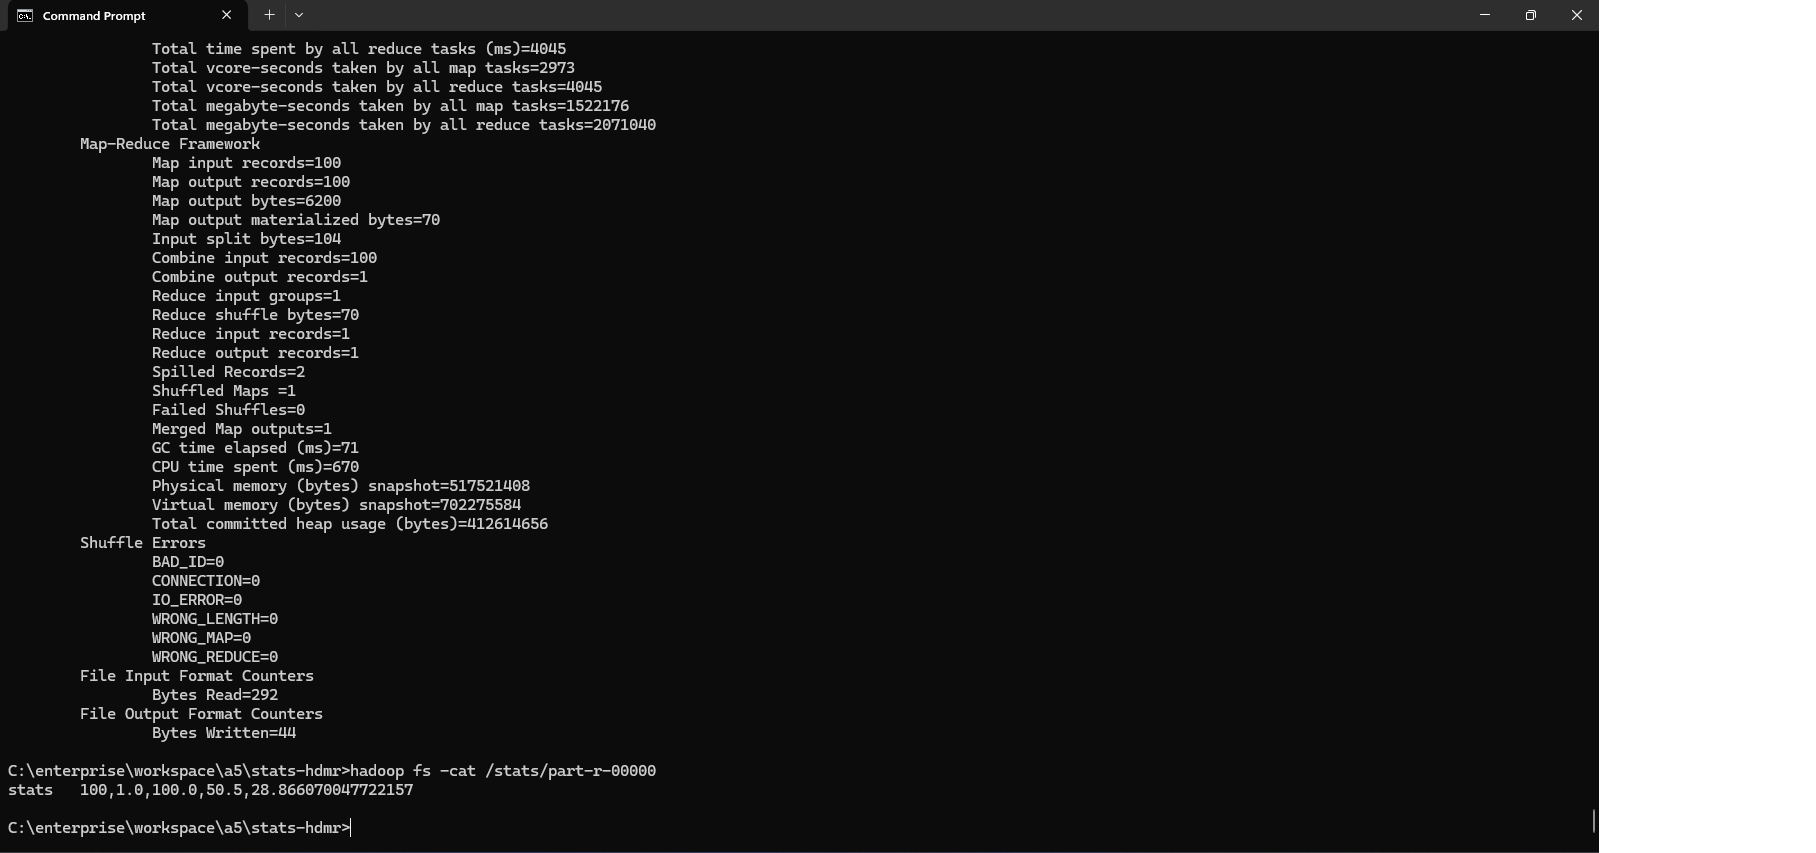 Command Prompt
Total time spent by all reduce tasks (ms)=4045
Total vcore-seconds taken by all map tasks=2973
Total vcore-seconds taken by all reduce tasks=4045
Total megabyte-seconds taken by all map tasks=1522176
Total megabyte-seconds taken by all reduce tasks=2071040
Map-Reduce Framework
Map input records=100
Map output records=100
Map output bytes=6200
Map output materialized bytes=70
Input split bytes=104
Combine input records=100
Combine output records=1
Reduce input groups=1
Reduce shuffle bytes=70
Reduce input records=1
Reduce output records=1
Spilled Records=2
Shuffled Maps =1
Failed Shuffles=0
Merged Map outputs=1
GC time elapsed (ms)=71
CPU time spent (ms)=670
Physical memory (bytes) snapshot=517521408
Virtual memory (bytes) snapshot=702275584
Total committed heap usage (bytes)=412614656
Shuffle Errors
BAD_ID=0
CONNECTION=0
IO_ERROR=0
WRONG_LENGTH=0
WRONG_MAP=0
WRONG_REDUCE=0
File Input Format Counters
Bytes Read=292
File Output Format Counters
Bytes Written=44
C:\enterprise\workspace\a5\stats-hdmr>hadoop fs -cat /stats/part-r-00000
stats   100,1.0,100.0,50.5,28.866070047722157
C:\enterprise\workspace\a5\stats-hdmr>